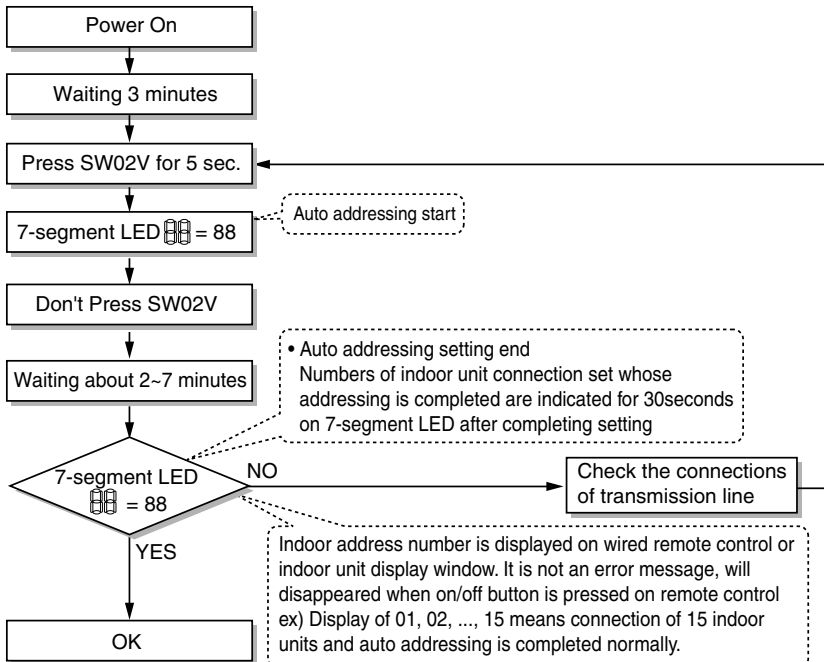 Power On
Waiting 3 minutes
Press SW02V for 5 sec.
7-segment LED 88 = 88
Auto addressing start
Don't Press SW02V
Waiting about 2~7 minutes
• Auto addressing setting end
Numbers of indoor unit connection set whose
addressing is completed are indicated for 30seconds
on 7-segment LED after completing setting
7-segment LED
88 = 88
NO
Check the connections
of transmission line
YES
Indoor address number is displayed on wired remote control or
indoor unit display window. It is not an error message, will
disappeared when on/off button is pressed on remote control
ex) Display of 01, 02, ..., 15 means connection of 15 indoor
units and auto addressing is completed normally.
OK